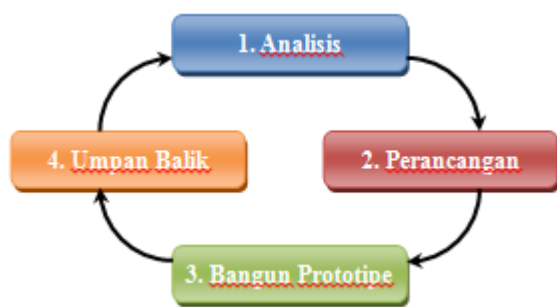 1. Analisis
2. Perancangan
3. Bangun Prototipe
4. Umpan Balik